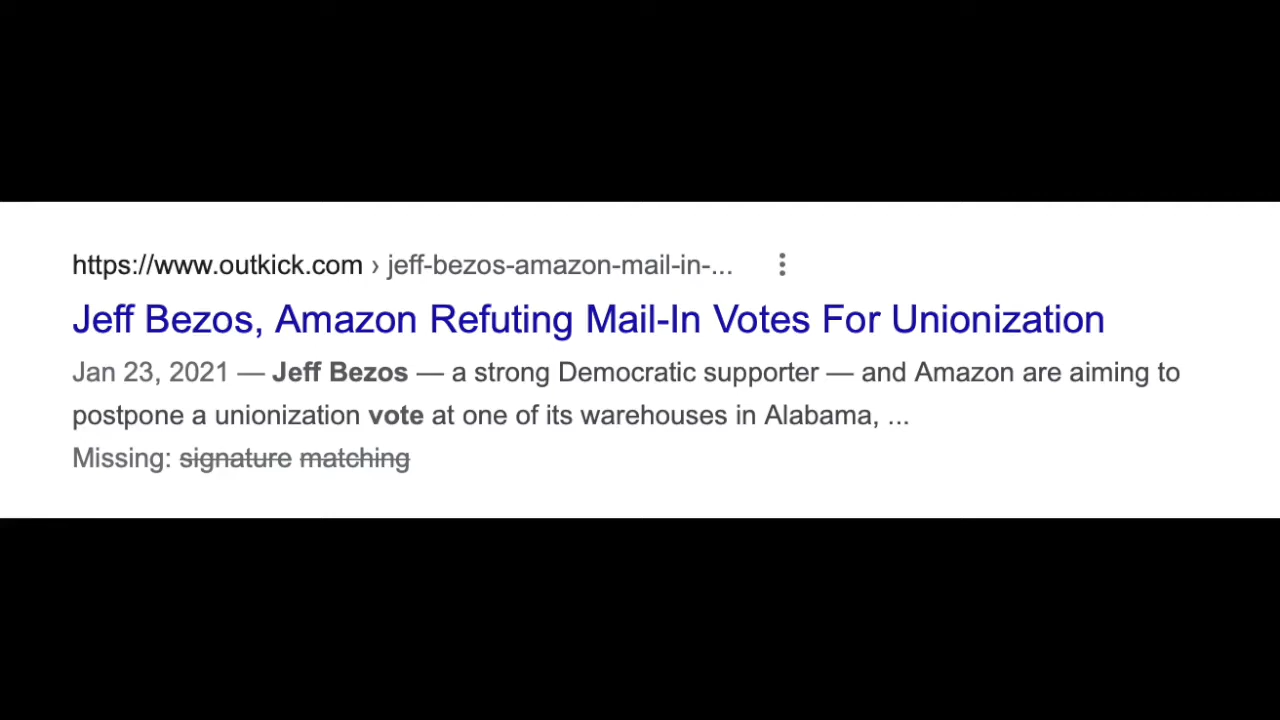 https://www.outkick.com › jeff-bezos-amazon-mail-in-...
Jeff Bezos, Amazon Refuting Mail-In Votes For Unionization
Jan 23, 2021 — Jeff Bezos — a strong Democratic supporter — and Amazon are aiming to
postpone a unionization vote at one of its warehouses in Alabama, ...
Missing: signature matching